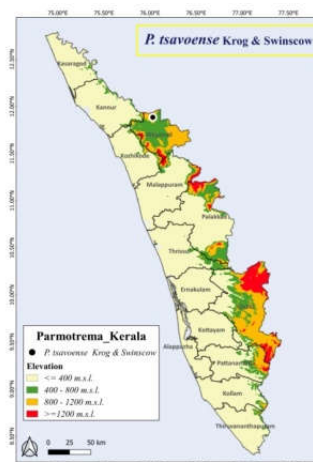 75.00°E 75.50°E 76.00°E 76.50°E 77.00°E 77.50°E
P. tsavoense Krog & Swinscow
12.50°N
Kasaragod
12.00°N
Kannur
Wayanad
11.50°N
Kozhikode
Malappuram
11.00°N
Palakkad
10.50°N
Thrissur
Ernakulam
10.00°N
Kottayam
Parmotrema_Kerala
P. tsavoense Krog & Swinscow
Alappuzha
9.50°N
Elevation
<= 400 m.s.l.
400 - 800 m.s.l.
800 - 1200 m.s.l.
>=1200 m.s.l.
Kollam
9.00°N
Thiruvananthapuram
8.50°N
0 25 50 km